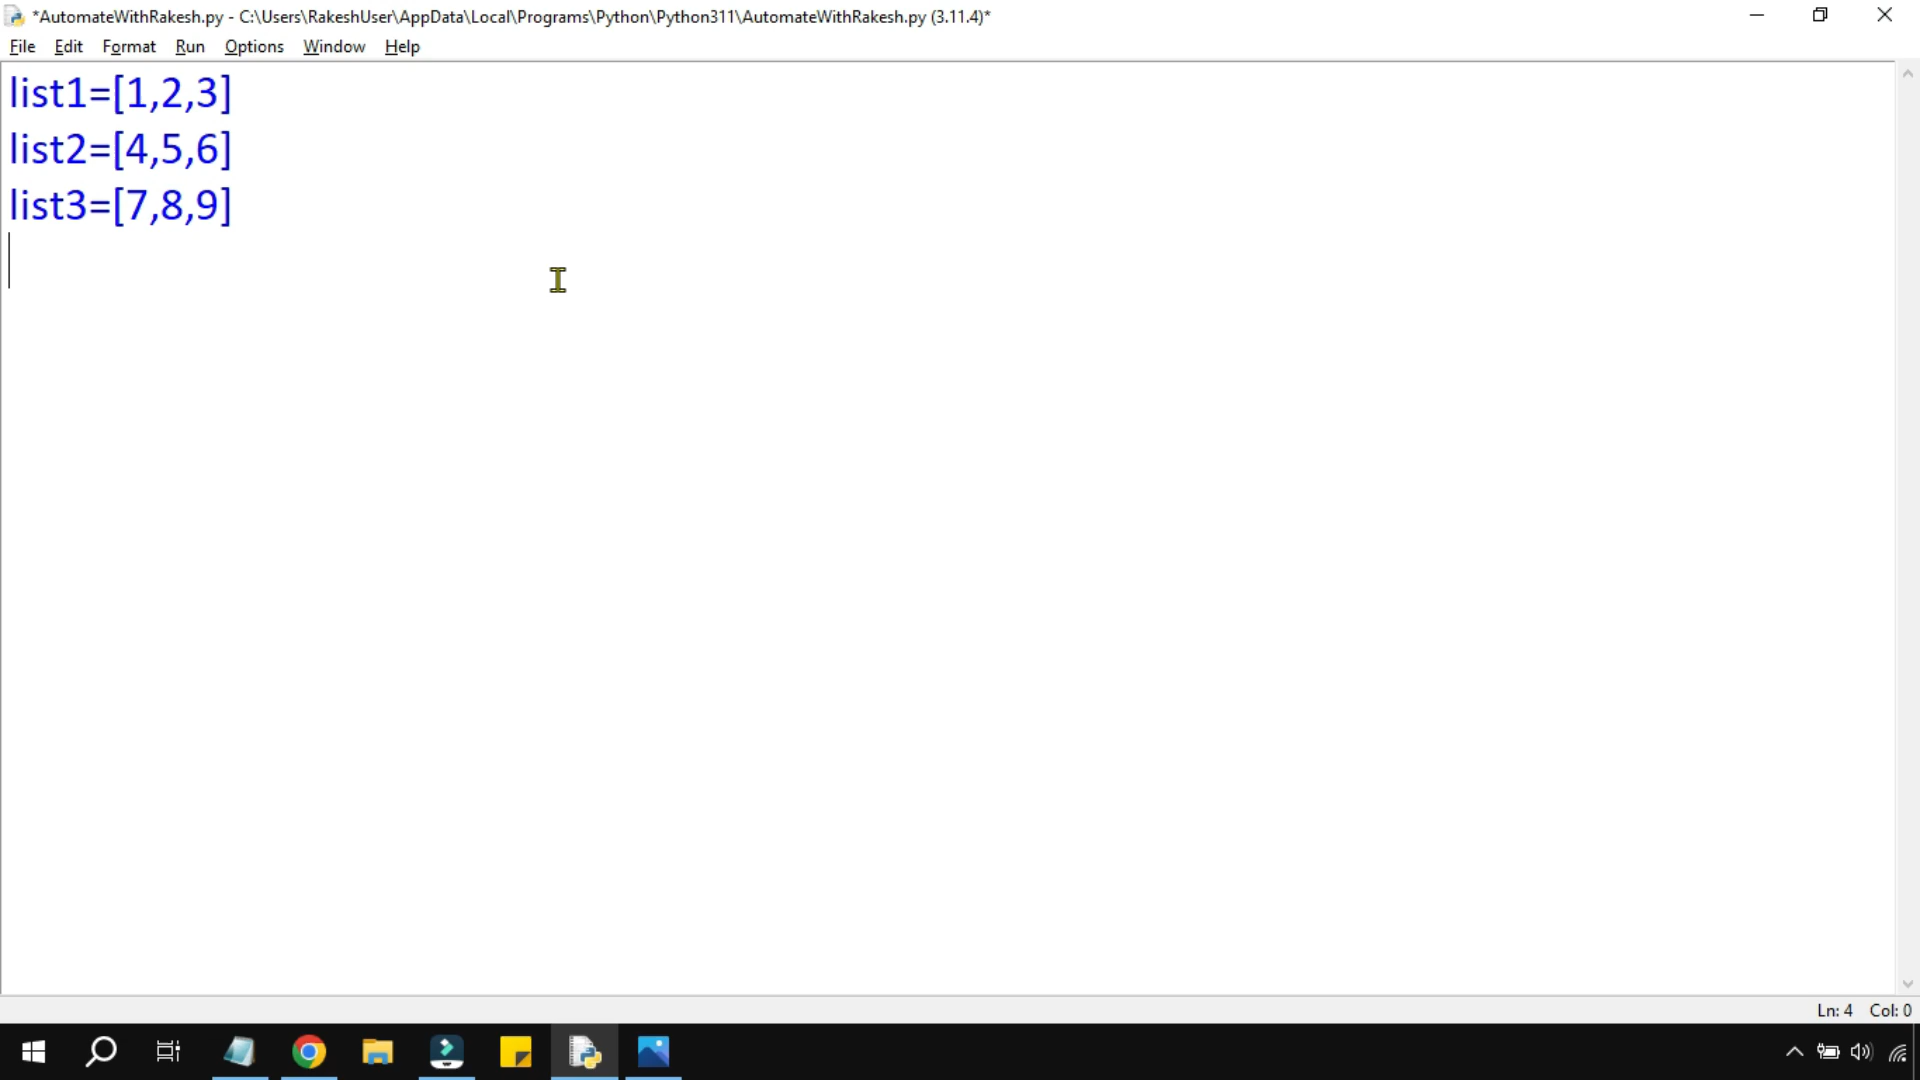 *AutomateWithRakesh.py - C:\Users\RakeshUser\AppData\Local\Programs\Python\Python311\AutomateWithRakesh.py (3.11.4)*
File Edit Format Run Options Window Help
list1=[1,2,3]
list2=[4,5,6]
list3=[7,8,9]
Ln: 4 Col: 0